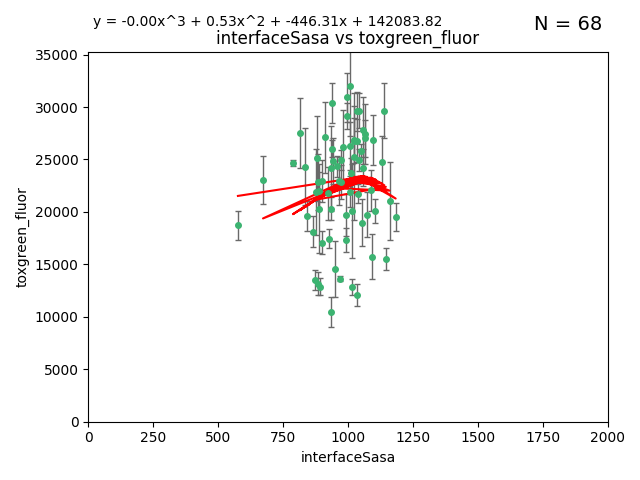 y = -0.00x^3 + 0.53x^2 + -446.31x + 142083.82
N = 68
interfaceSasa vs toxgreen_fluor
35000
30000
25000
20000
15000
10000
5000
0
toxgreen_fluor
0 250 500 750 1000 1250 1500 1750 2000
interfaceSasa